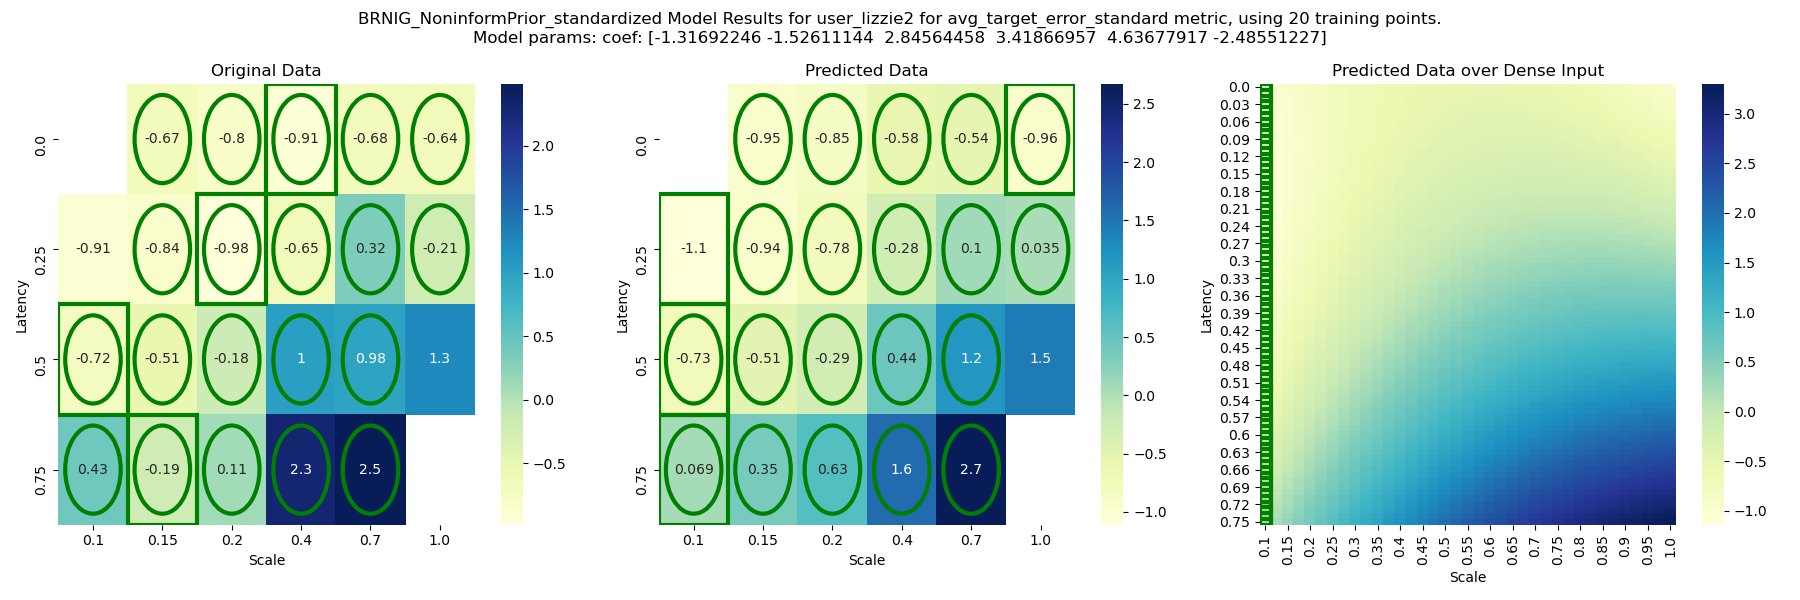 BRNIG_NoninformPrior_standardized Model Results for user_lizzie2 for avg_target_error_standard metric, using 20 training points.
Model params: coef: [-1.31692246 -1.52611144  2.84564458  3.41866957  4.63677917 -2.48551227]
Original Data
Latency
0.0
-0.67 -0.8 -0.91 -0.68 -0.64
0.25
-0.91 -0.84 -0.98 -0.65 0.32 -0.21
0.5
-0.72 -0.51 -0.18 1 0.98 1.3
0.75
0.43 -0.19 0.11 2.3 2.5
0.1 0.15 0.2 0.4 0.7 1.0
Scale
2.0
1.5
1.0
0.5
0.0
−0.5
Predicted Data
Latency
0.0
-0.95 -0.85 -0.58 -0.54 -0.96
0.25
-1.1 -0.94 -0.78 -0.28 0.1 0.035
0.5
-0.73 -0.51 -0.29 0.44 1.2 1.5
0.75
0.069 0.35 0.63 1.6 2.7
0.1 0.15 0.2 0.4 0.7 1.0
Scale
2.5
2.0
1.5
1.0
0.5
0.0
−0.5
−1.0
Predicted Data over Dense Input
Latency
0.0
0.03
0.06
0.09
0.12
0.15
0.18
0.21
0.24
0.27
0.3
0.33
0.36
0.39
0.42
0.45
0.48
0.51
0.54
0.57
0.6
0.63
0.66
0.69
0.72
0.75
0.1 0.15 0.2 0.25 0.3 0.35 0.4 0.45 0.5 0.55 0.6 0.65 0.7 0.75 0.8 0.85 0.9 0.95 1.0
Scale
3.0
2.5
2.0
1.5
1.0
0.5
0.0
−0.5
−1.0